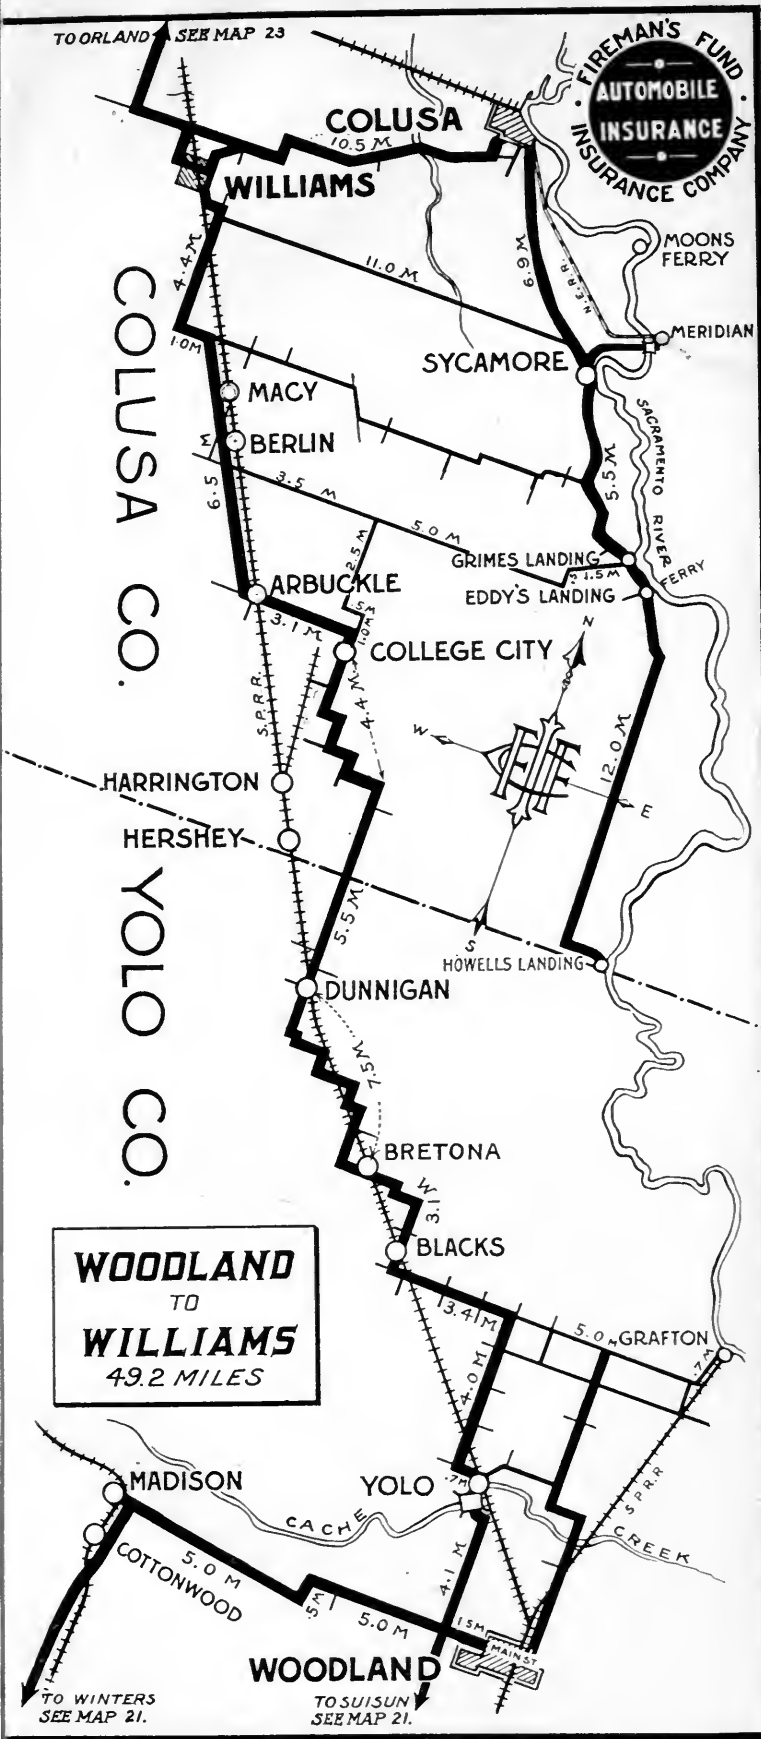 TO ORLAND SEE MAP 23
FIREMAN'S FUND
AUTOMOBILE
INSURANCE
INSURANCE COMPANY
COLUSA
10.5 M
WILLIAMS
MOONS
FERRY
4.4 M
11.0 M
6.9 M
N.E.R.R.
MERIDIAN
1.0 M
SYCAMORE
MACY
BERLIN
SACRAMENTO RIVER
6.5 M
3.5 M
5.0 M
5.5 M
2.5 M
GRIMES LANDING
1.5 M
FERRY
ARBUCKLE
EDDY'S LANDING
.5 M
1.0 M
3.1 M
COLLEGE CITY
N
COLUSA CO.
S.P.R.R.
4.4 M
W
12.0 M
E
HARRINGTON
HERSHEY
YOLO CO.
5.5 M
S
HOWELLS LANDING
DUNNIGAN
7.5 M
BRETONA
3.1 M
BLACKS
WOODLAND
TO
WILLIAMS
49.2 MILES
3.4 M
5.0 M
GRAFTON
.7 M
4.0 M
MADISON
YOLO
.7 M
S.P.R.R
CACHE CREEK
COTTONWOOD
5.0 M
.5 M
5.0 M
4.1 M
1.5 M
MAIN ST
WOODLAND
TO WINTERS
SEE MAP 21.
TO SUISUN
SEE MAP 21.